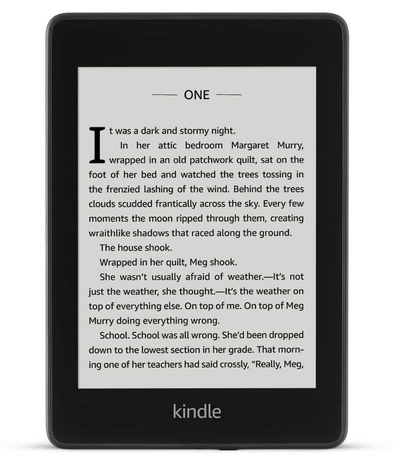 ONE
It was a dark and stormy night.
In her attic bedroom Margaret Murry,
wrapped in an old patchwork quilt, sat on the
foot of her bed and watched the trees tossing in
the frenzied lashing of the wind. Behind the trees
clouds scudded frantically across the sky. Every few
moments the moon ripped through them, creating
wraithlike shadows that raced along the ground.
The house shook.
Wrapped in her quilt, Meg shook.
She wasn't usually afraid of weather.—It's not
just the weather, she thought.—It's the weather on
top of everything else. On top of me. On top of Meg
Murry doing everything wrong.
School. School was all wrong. She'd been dropped
down to the lowest section in her grade. That morn-
ing one of her teachers had said crossly, "Really, Meg,
kindle